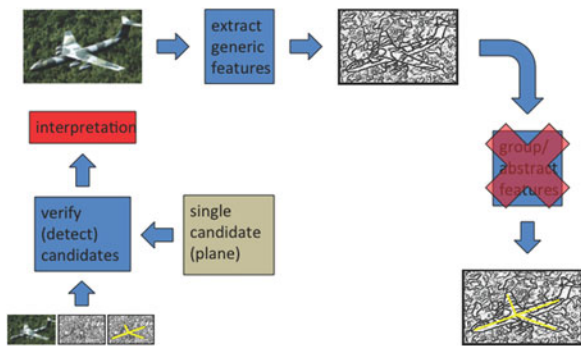 extract
generic
features
interpretation
group/
abstract
features
verify
(detect)
candidates
single
candidate
(plane)